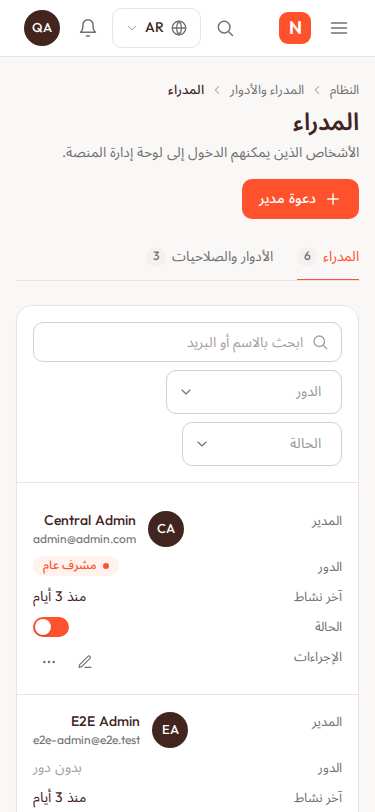 N
AR
QA
النظام › المدراء والأدوار › المدراء
المدراء
الأشخاص الذين يمكنهم الدخول إلى لوحة إدارة المنصة.
+ دعوة مدير
المدراء 6 الأدوار والصلاحيات 3
ابحث بالاسم أو البريد
الدور
الحالة
المدير
CA
Central Admin
admin@admin.com
الدور
مشرف عام
آخر نشاط
منذ 3 أيام
الحالة
الإجراءات
المدير
EA
E2E Admin
e2e-admin@e2e.test
الدور
بدون دور
آخر نشاط
منذ 3 أيام